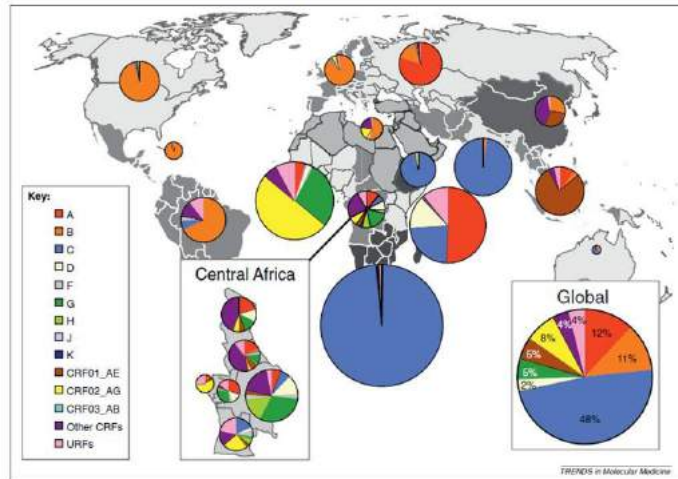 Key:
A
B
C
D
F
G
H
J
K
CRF01_AE
CRF02_AG
CRF03_AB
Other CRFs
URFs
Central Africa
Global
4%
4%
12%
8%
11%
5%
5%
2%
48%
TRENDS in Molecular Medicine